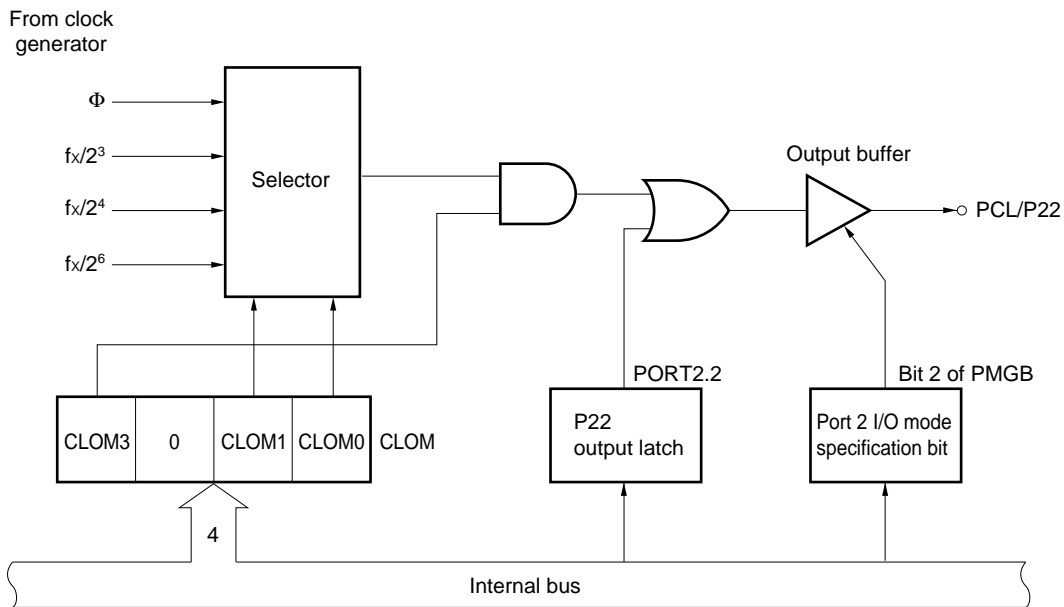 From clock
generator
Φ
fx/2³
fx/2⁴
fx/2⁶
Selector
Output buffer
PCL/P22
PORT2.2
Bit 2 of PMGB
CLOM3
0
CLOM1
CLOM0
CLOM
P22
output latch
Port 2 I/O mode
specification bit
4
Internal bus